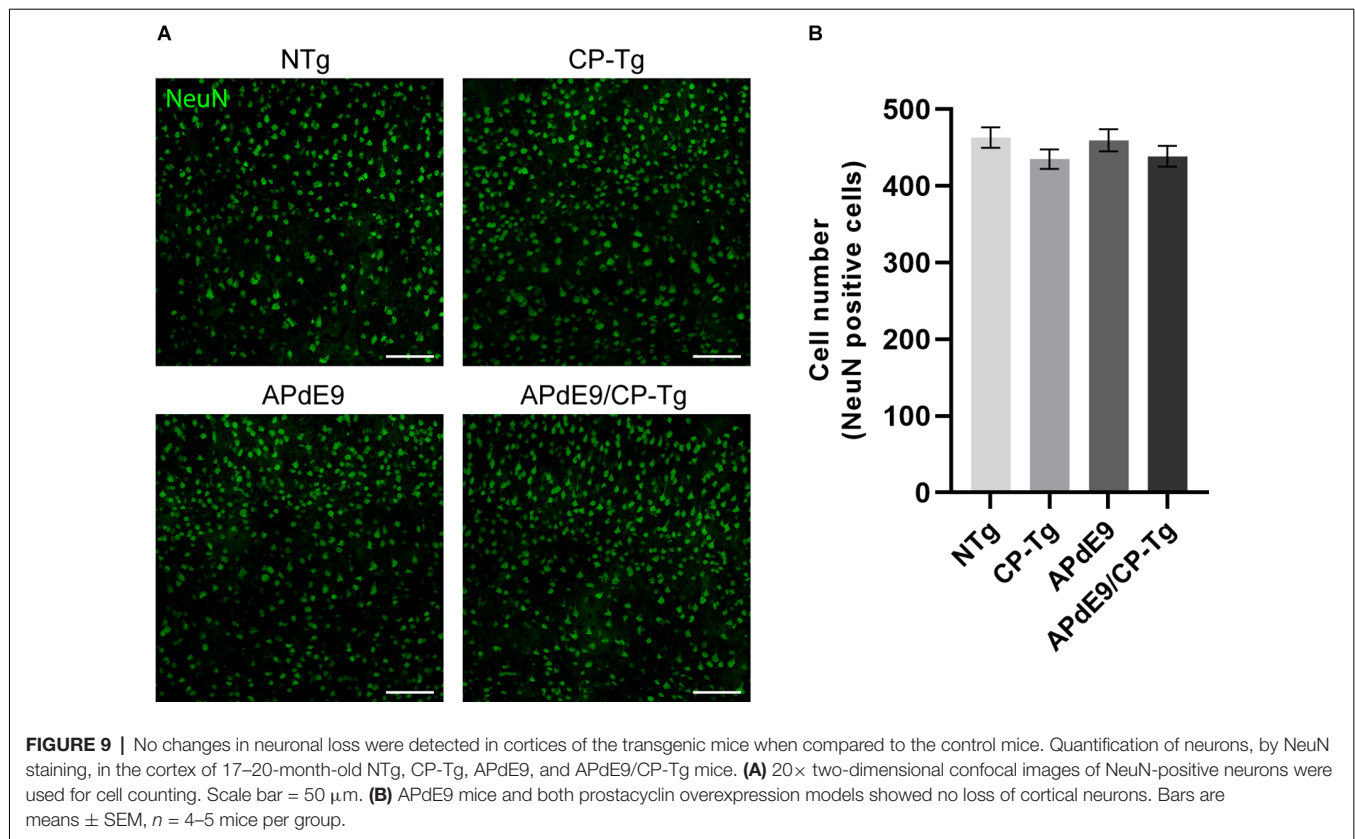 A
NTg
CP-Tg
NeuN
APdE9
APdE9/CP-Tg
B
Cell number
(NeuN positive cells)
500
400
300
200
100
0
NTg
CP-Tg
APdE9
APdE9/CP-Tg
FIGURE 9 | No changes in neuronal loss were detected in cortices of the transgenic mice when compared to the control mice. Quantification of neurons, by NeuN
staining, in the cortex of 17–20-month-old NTg, CP-Tg, APdE9, and APdE9/CP-Tg mice. (A) 20× two-dimensional confocal images of NeuN-positive neurons were
used for cell counting. Scale bar = 50 μm. (B) APdE9 mice and both prostacyclin overexpression models showed no loss of cortical neurons. Bars are
means ± SEM, n = 4–5 mice per group.